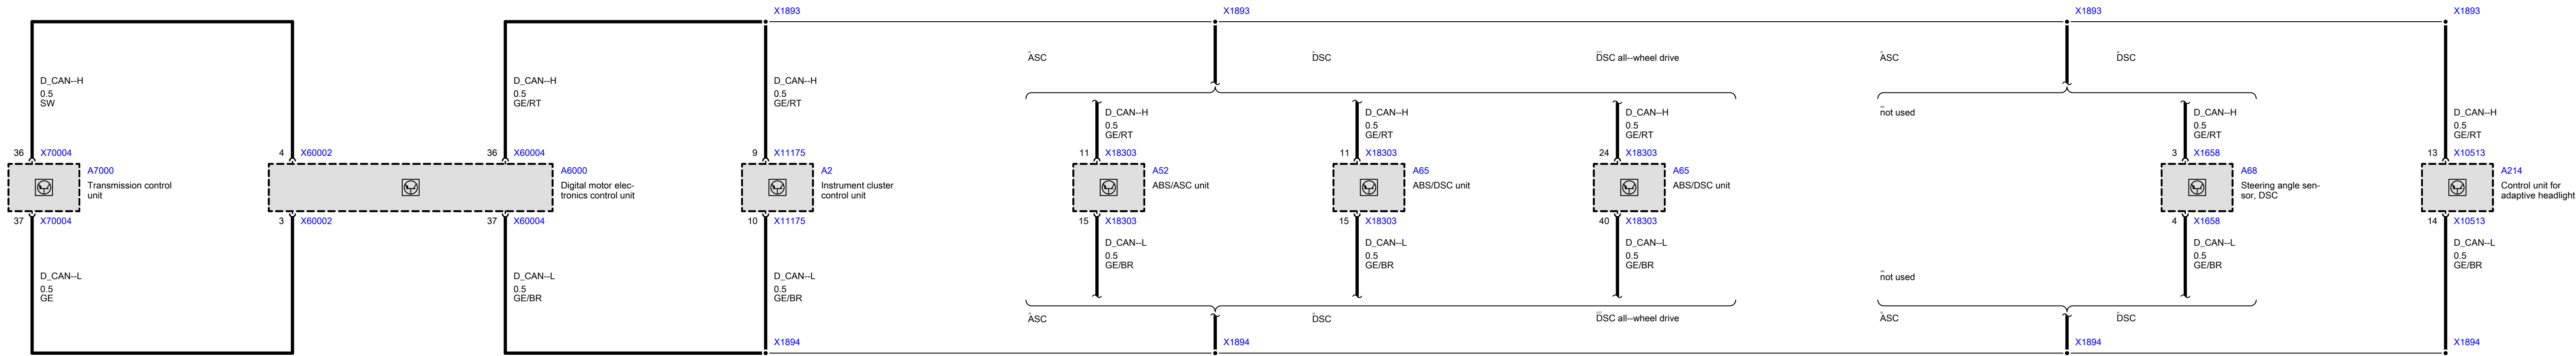 X1893
X1893
X1893
X1893
ASC
DSC
DSC all--wheel drive
ASC
DSC
D_CAN--H
0.5
SW
D_CAN--H
0.5
GE/RT
D_CAN--H
0.5
GE/RT
D_CAN--H
0.5
GE/RT
D_CAN--H
0.5
GE/RT
D_CAN--H
0.5
GE/RT
not used
D_CAN--H
0.5
GE/RT
D_CAN--H
0.5
GE/RT
36 X70004
4 X60002
36 X60004
9 X11175
11 X18303
11 X18303
24 X18303
3 X1658
13 X10513
A7000
Transmission control
unit
A6000
Digital motor elec-
tronics control unit
A2
Instrument cluster
control unit
A52
ABS/ASC unit
A65
ABS/DSC unit
A65
ABS/DSC unit
A68
Steering angle sen-
sor, DSC
A214
Control unit for
adaptive headlight
37 X70004
3 X60002
37 X60004
10 X11175
15 X18303
15 X18303
40 X18303
4 X1658
14 X10513
D_CAN--L
0.5
GE
D_CAN--L
0.5
GE/BR
D_CAN--L
0.5
GE/BR
D_CAN--L
0.5
GE/BR
D_CAN--L
0.5
GE/BR
D_CAN--L
0.5
GE/BR
not used
D_CAN--L
0.5
GE/BR
D_CAN--L
0.5
GE/BR
ASC
DSC
DSC all--wheel drive
ASC
DSC
X1894
X1894
X1894
X1894